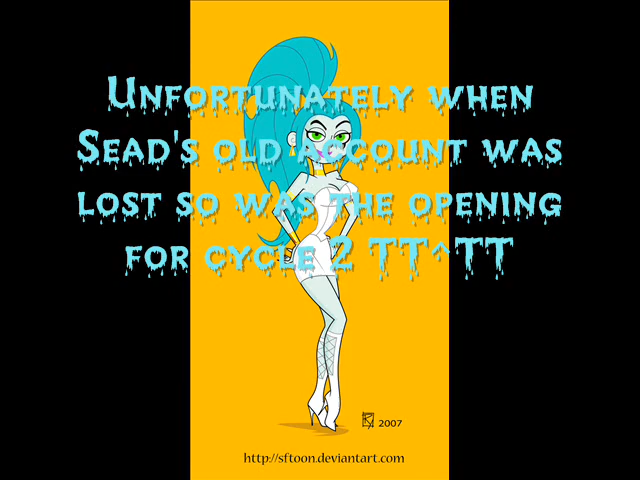 Unfortunately when
Sead's old account was
lost so was the opening
for cycle 2 TT^TT
2007
http://sftoon.deviantart.com